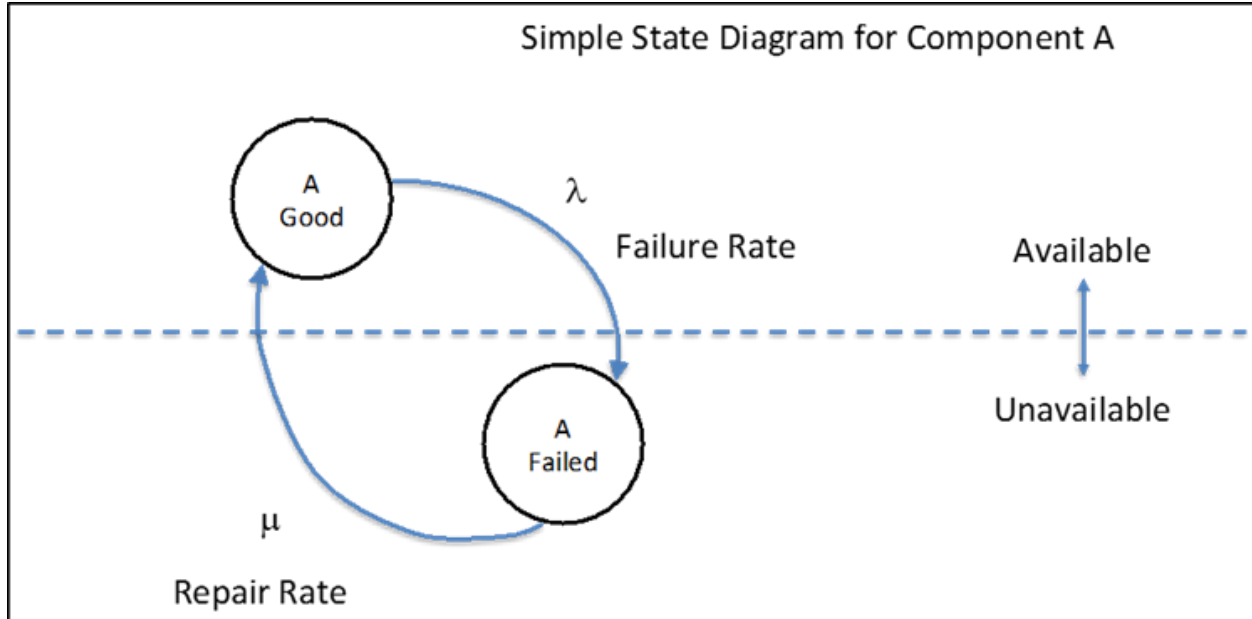 Simple State Diagram for Component A
A
Good
λ
Failure Rate
Available
Unavailable
A
Failed
μ
Repair Rate